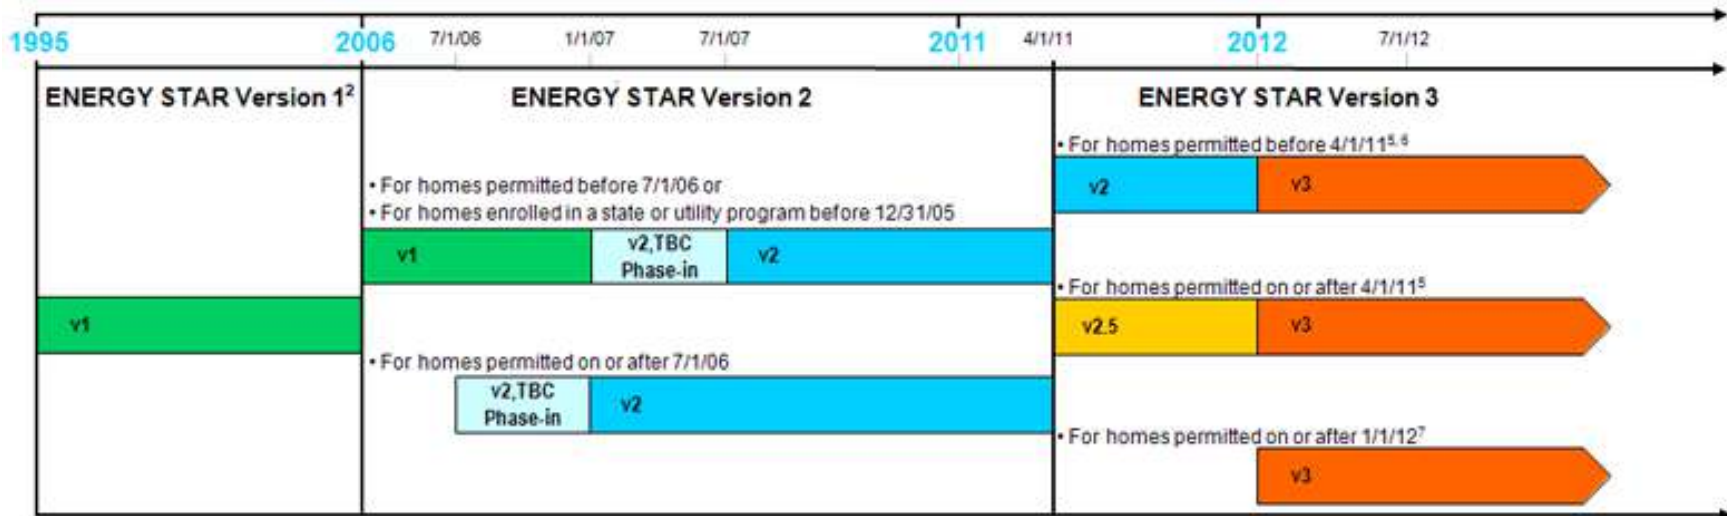 1995 2006 7/1/06 1/1/07 7/1/07 2011 4/1/11 2012 7/1/12
ENERGY STAR Version 1²
v1
ENERGY STAR Version 2
• For homes permitted before 7/1/06 or
• For homes enrolled in a state or utility program before 12/31/05
v1
v2,TBC
Phase-in
v2
• For homes permitted on or after 7/1/06
v2,TBC
Phase-in
v2
ENERGY STAR Version 3
• For homes permitted before 4/1/11⁵,⁶
v2
v3
• For homes permitted on or after 4/1/11⁵
v2.5
v3
• For homes permitted on or after 1/1/12⁷
v3